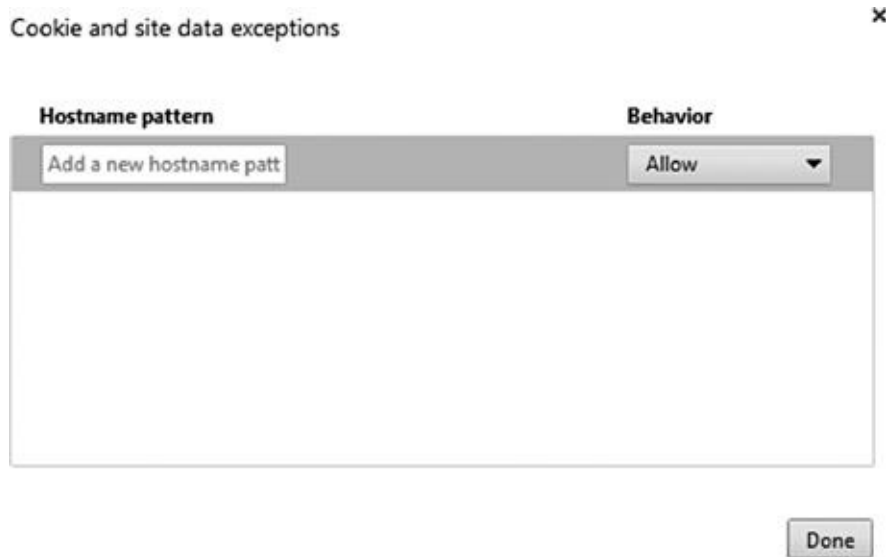 Cookie and site data exceptions
×
Hostname pattern Behavior
Add a new hostname patt Allow
Done